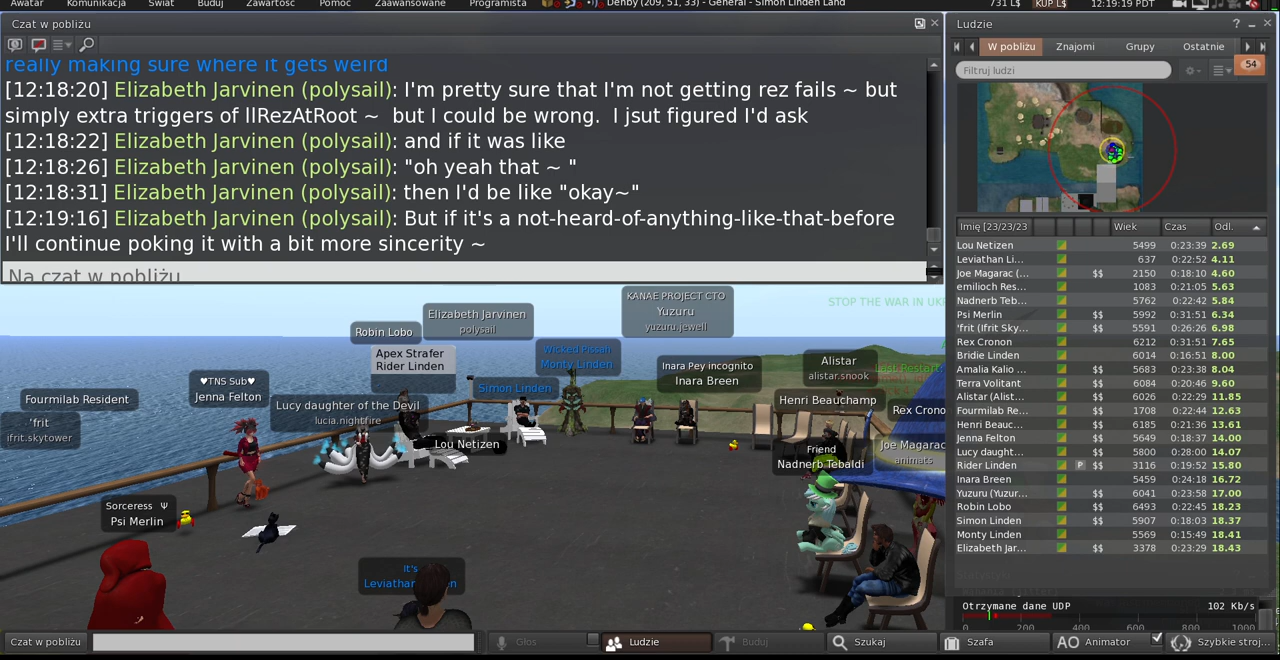 Awatar Komunikacja Świat Buduj Zawartość Pomoc Zaawansowane Programista Denby (209, 51, 33) - General - Simon Linden Land 731 L$ KUP L$ 12:19:19 PDT
Czat w pobliżu
really making sure where it gets weird
[12:18:20] Elizabeth Jarvinen (polysail): I'm pretty sure that I'm not getting rez fails ~ but
simply extra triggers of llRezAtRoot ~ but I could be wrong. I jsut figured I'd ask
[12:18:22] Elizabeth Jarvinen (polysail): and if it was like
[12:18:26] Elizabeth Jarvinen (polysail): "oh yeah that ~ "
[12:18:31] Elizabeth Jarvinen (polysail): then I'd be like "okay~"
[12:19:16] Elizabeth Jarvinen (polysail): But if it's a not-heard-of-anything-like-that-before
I'll continue poking it with a bit more sincerity ~
Na czat w pobliżu
Ludzie
W pobliżu Znajomi Grupy Ostatnie
Filtruj ludzi
54
Imię [23/23/23 Wiek Czas Odl.
Lou Netizen 5499 0:23:39 2.69
Leviathan Li... 637 0:22:52 4.11
Joe Magarac (... $$ 2150 0:18:10 4.60
emilioch Res... 1083 0:21:05 5.63
Nadnerb Teb... 5762 0:22:42 5.84
Psi Merlin $$ 5992 0:31:51 6.34
'frit (Ifrit Sky... $$ 5591 0:26:26 6.98
Rex Cronon 6212 0:31:51 7.65
Bridie Linden 6014 0:16:51 8.00
Amalia Kalio ... $$ 5683 0:23:38 8.04
Terra Volitant $$ 6084 0:20:46 9.60
Alistar (Alist... $$ 6026 0:22:29 11.85
Fourmilab Re... $$ 1708 0:22:44 12.63
Henri Beauc... $$ 6185 0:21:36 13.61
Jenna Felton $$ 5649 0:18:37 14.00
Lucy daught... $$ 5800 0:28:00 14.07
Rider Linden P $$ 3116 0:19:52 15.80
Inara Breen 5459 0:24:18 16.72
Yuzuru (Yuzur... $$ 6041 0:23:58 17.00
Robin Lobo $$ 6493 0:22:45 18.23
Simon Linden $$ 5907 0:18:03 18.37
Monty Linden 5569 0:15:49 18.41
Elizabeth Jar... $$ 3378 0:23:29 18.43
Otrzymane dane UDP 102 Kb/s
0 200 400 600 800 1000
STOP THE WAR IN UKR
KANAE PROJECT CTO
Yuzuru
yuzuru.jewell
Elizabeth Jarvinen
polysail
Robin Lobo
Apex Strafer
Rider Linden
Wicked Pissah
Monty Linden
Simon Linden
Inara Pey incognito
Inara Breen
Alistar
alistar.snook
Last Restart:
Henri Beauchamp
Rex Crono
Joe Magarac
animats
Friend
Nadnerb Tebaldi
♥TNS Sub♥
Jenna Felton
Fourmilab Resident
'frit
ifrit.skytower
Lucy daughter of the Devil
lucia.nightfire
Lou Netizen
Sorceress Ψ
Psi Merlin
It's
Czat w pobliżu Głos Ludzie Buduj Szukaj Szafa AO Animator Szybkie stroj...